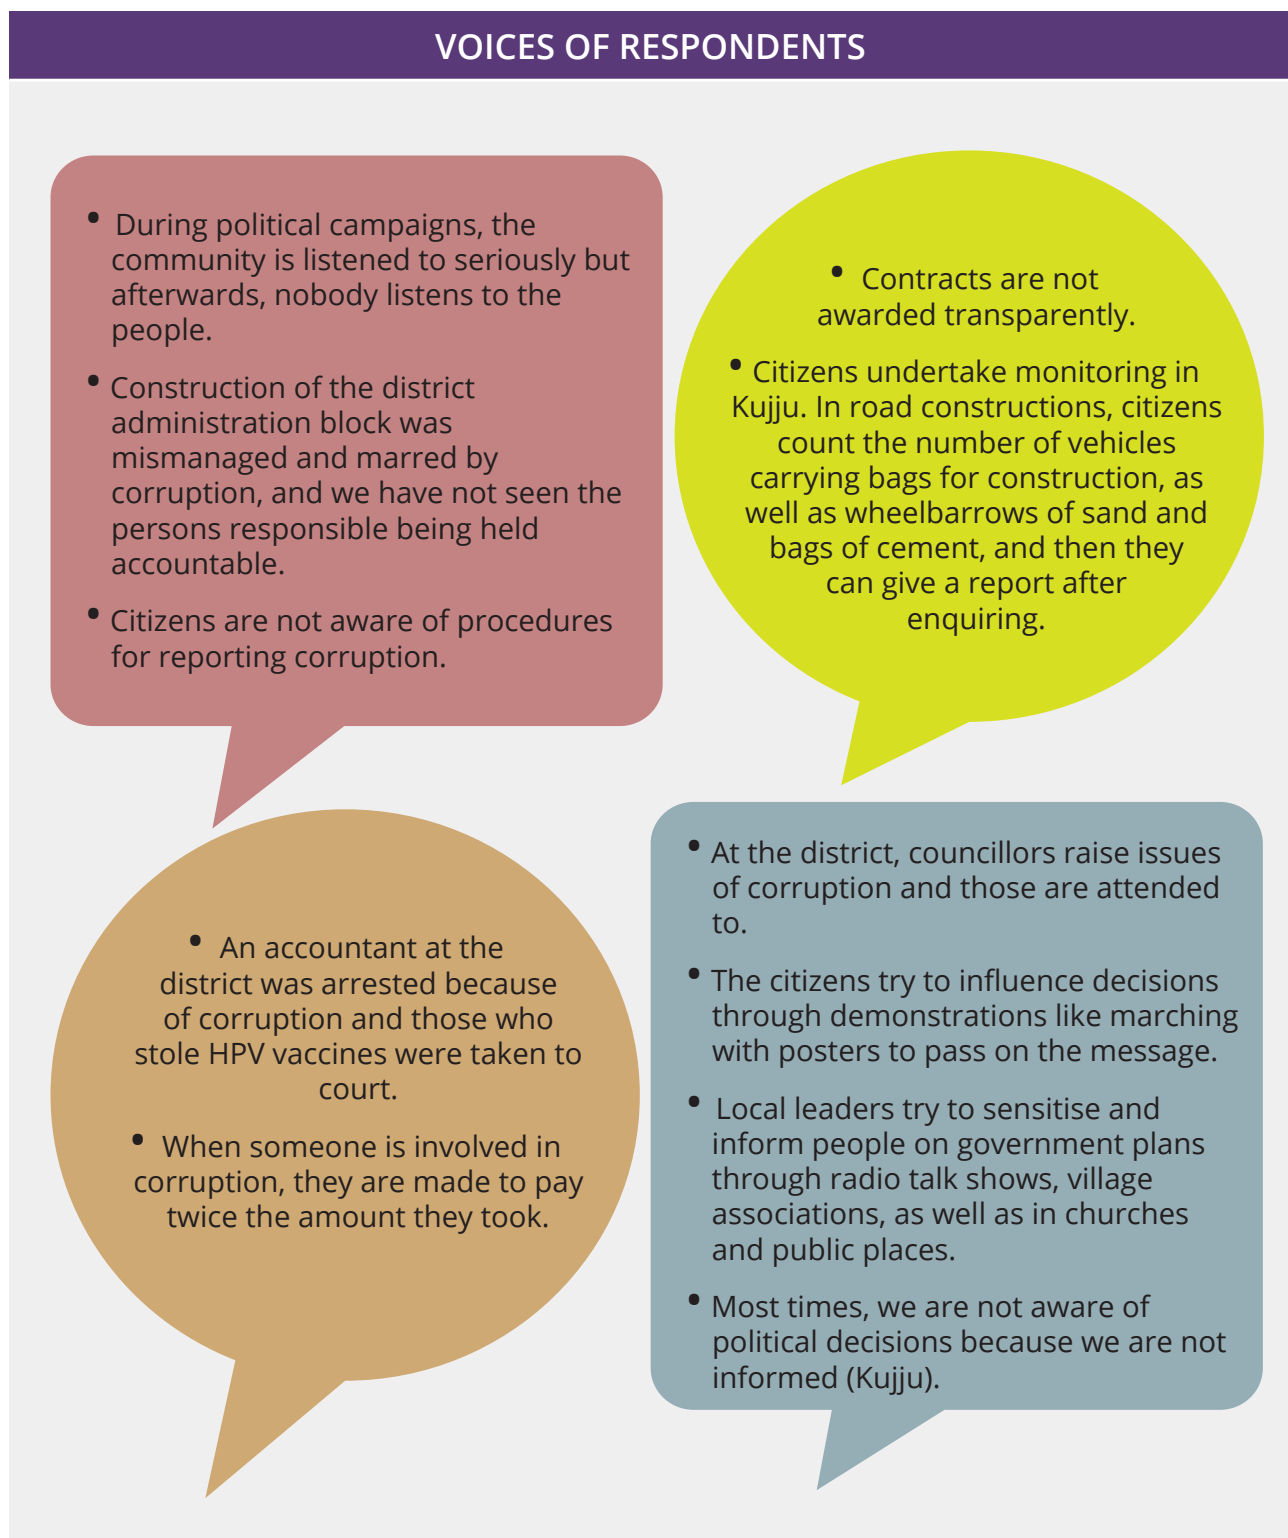 VOICES OF RESPONDENTS
• During political campaigns, the
community is listened to seriously but
afterwards, nobody listens to the
people.
• Construction of the district
administration block was
mismanaged and marred by
corruption, and we have not seen the
persons responsible being held
accountable.
• Citizens are not aware of procedures
for reporting corruption.
• Contracts are not
awarded transparently.
• Citizens undertake monitoring in
Kujju. In road constructions, citizens
count the number of vehicles
carrying bags for construction, as
well as wheelbarrows of sand and
bags of cement, and then they
can give a report after
enquiring.
• An accountant at the
district was arrested because
of corruption and those who
stole HPV vaccines were taken to
court.
• When someone is involved in
corruption, they are made to pay
twice the amount they took.
• At the district, councillors raise issues
of corruption and those are attended
to.
• The citizens try to influence decisions
through demonstrations like marching
with posters to pass on the message.
• Local leaders try to sensitise and
inform people on government plans
through radio talk shows, village
associations, as well as in churches
and public places.
• Most times, we are not aware of
political decisions because we are not
informed (Kujju).